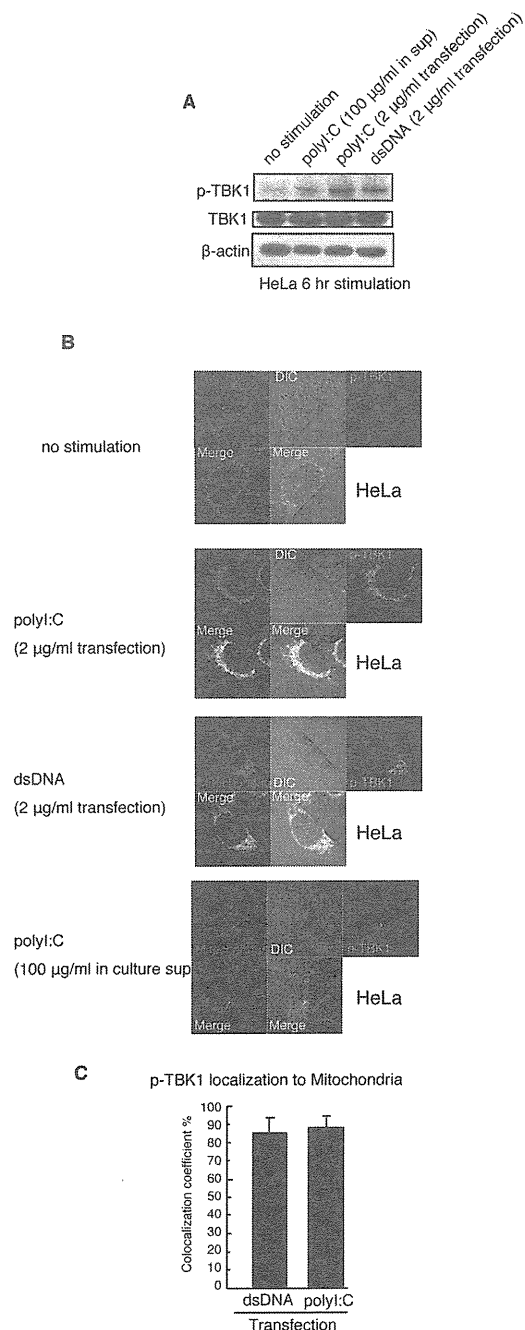 A
no stimulation
polyI:C (100 µg/ml in sup)
polyI:C (2 µg/ml transfection)
dsDNA (2 µg/ml transfection)
p-TBK1
TBK1
β-actin
HeLa 6 hr stimulation
B
no stimulation
DIC
p-TBK1
Merge
Merge
HeLa
polyI:C
(2 µg/ml transfection)
DIC
p-TBK1
Merge
Merge
HeLa
dsDNA
(2 µg/ml transfection)
DIC
p-TBK1
Merge
Merge
HeLa
polyI:C
(100 µg/ml in culture sup
DIC
p-TBK1
Merge
Merge
HeLa
C
p-TBK1 localization to Mitochondria
Colocalization coefficient %
100
90
80
70
60
50
40
30
20
10
0
dsDNA polyI:C
Transfection